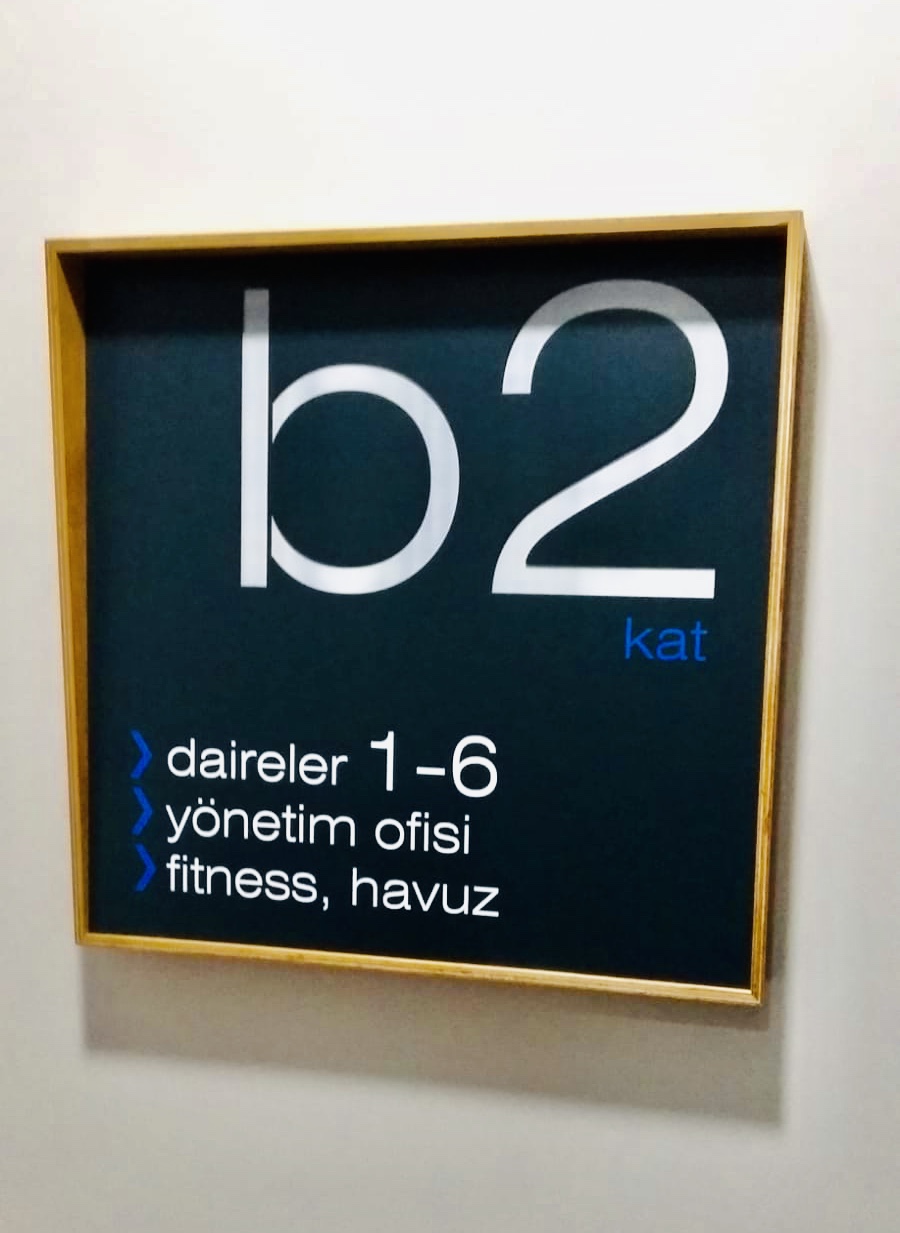 b2
kat
daireler 1-6
yönetim ofisi
fitness, havuz